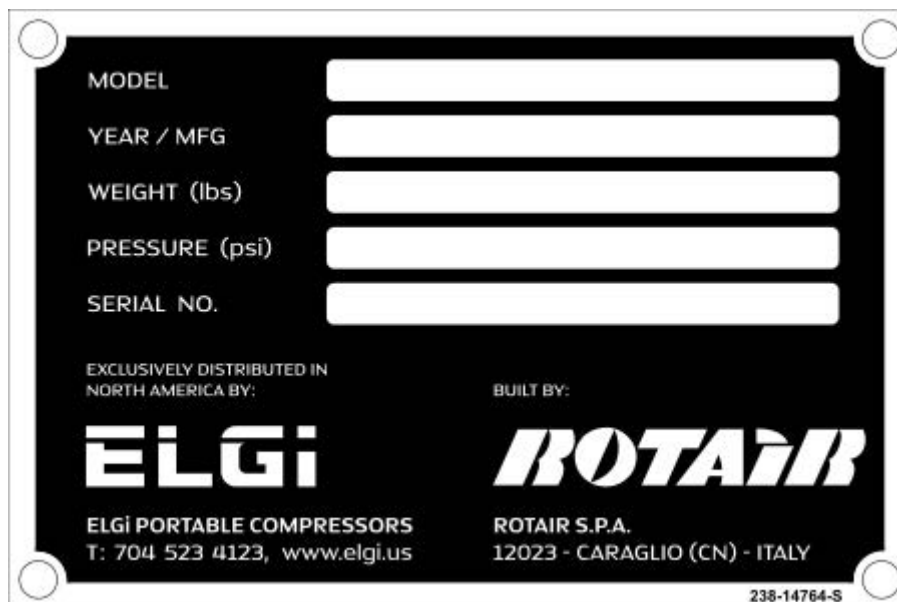 MODEL
YEAR / MFG
WEIGHT (lbs)
PRESSURE (psi)
SERIAL NO.
EXCLUSIVELY DISTRIBUTED IN
NORTH AMERICA BY:
ELGi
ELGi PORTABLE COMPRESSORS
T: 704 523 4123, www.elgi.us
BUILT BY:
ROTAiR
ROTAIR S.P.A.
12023 - CARAGLIO (CN) - ITALY
238-14764-S